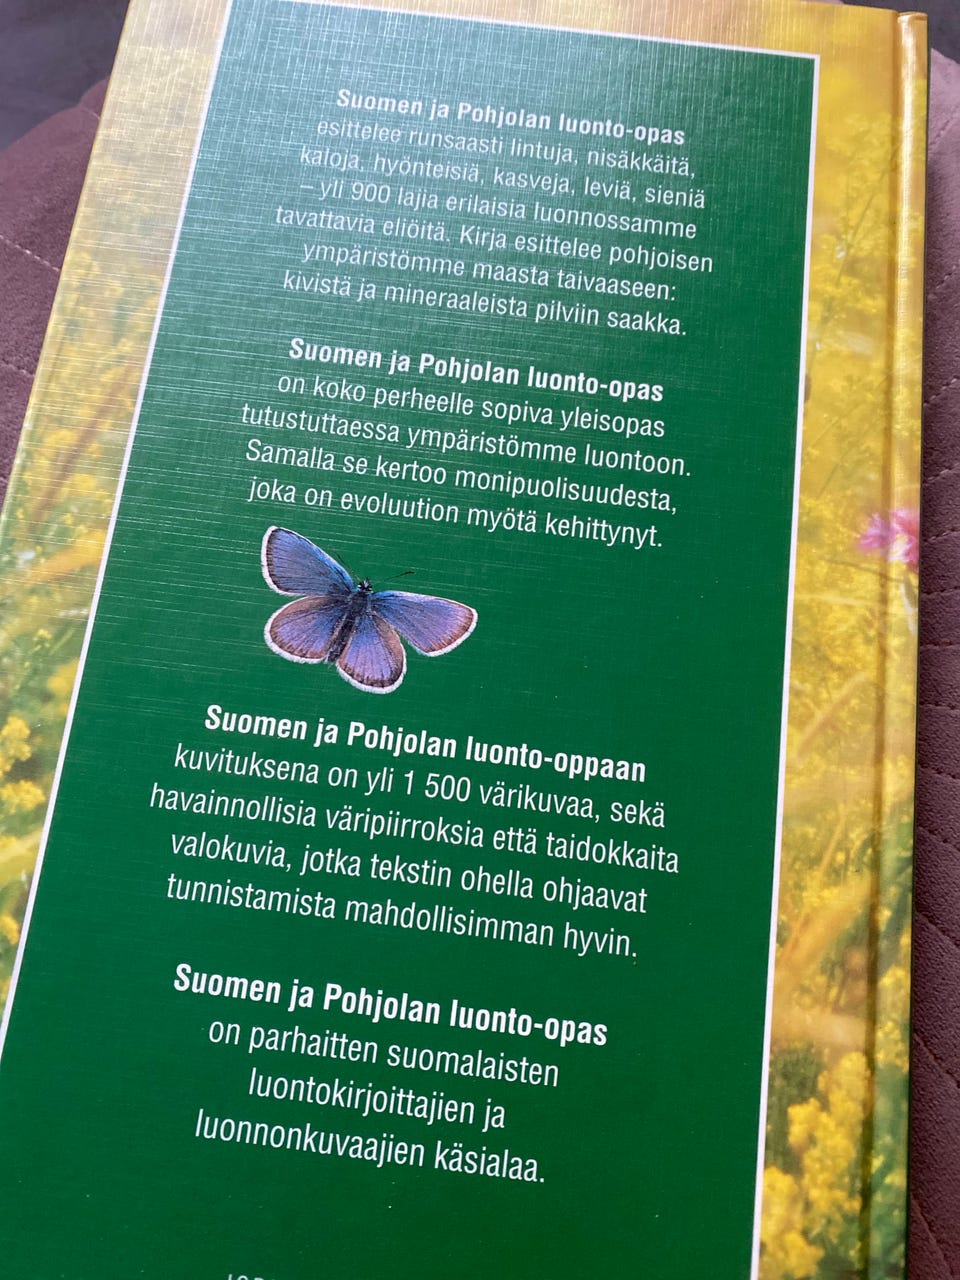 Suomen ja Pohjolan luonto-opas
esittelee runsaasti lintuja, nisäkkäitä,
kaloja, hyönteisiä, kasveja, leviä, sieniä
– yli 900 lajia erilaisia luonnossamme
tavattavia eliöitä. Kirja esittelee pohjoisen
ympäristömme maasta taivaaseen:
kivistä ja mineraaleista pilviin saakka.
Suomen ja Pohjolan luonto-opas
on koko perheelle sopiva yleisopas
tutustuttaessa ympäristömme luontoon.
Samalla se kertoo monipuolisuudesta,
joka on evoluution myötä kehittynyt.
Suomen ja Pohjolan luonto-oppaan
kuvituksena on yli 1 500 värikuvaa, sekä
havainnollisia väripiirroksia että taidokkaita
valokuvia, jotka tekstin ohella ohjaavat
tunnistamista mahdollisimman hyvin.
Suomen ja Pohjolan luonto-opas
on parhaitten suomalaisten
luontokirjoittajien ja
luonnonkuvaajien käsialaa.